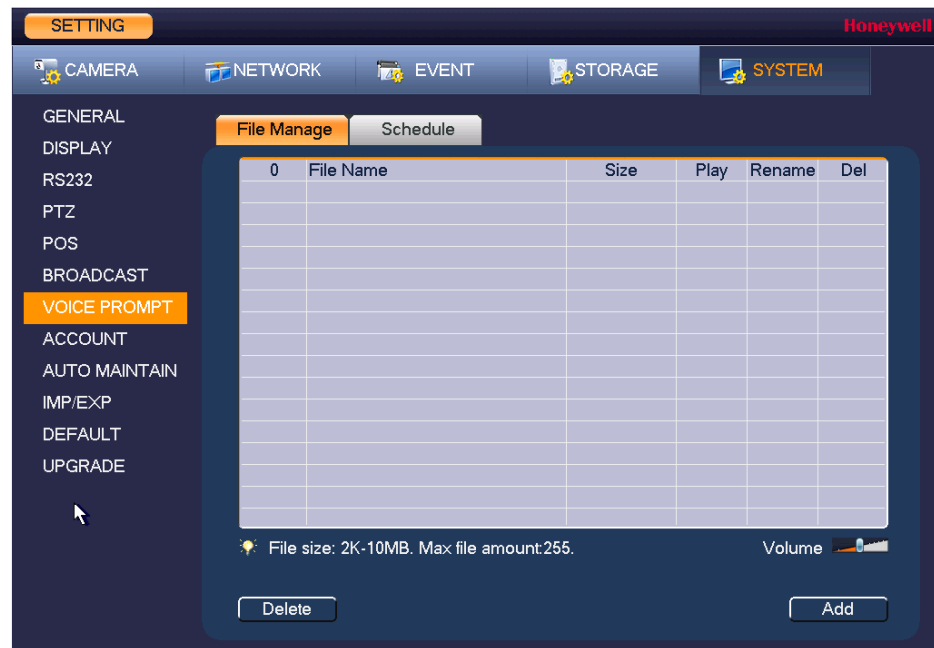 SETTING Honeywell
CAMERA NETWORK EVENT STORAGE SYSTEM
GENERAL
DISPLAY
RS232
PTZ
POS
BROADCAST
VOICE PROMPT
ACCOUNT
AUTO MAINTAIN
IMP/EXP
DEFAULT
UPGRADE
File Manage Schedule
0 File Name Size Play Rename Del
File size: 2K-10MB. Max file amount:255. Volume
Delete Add